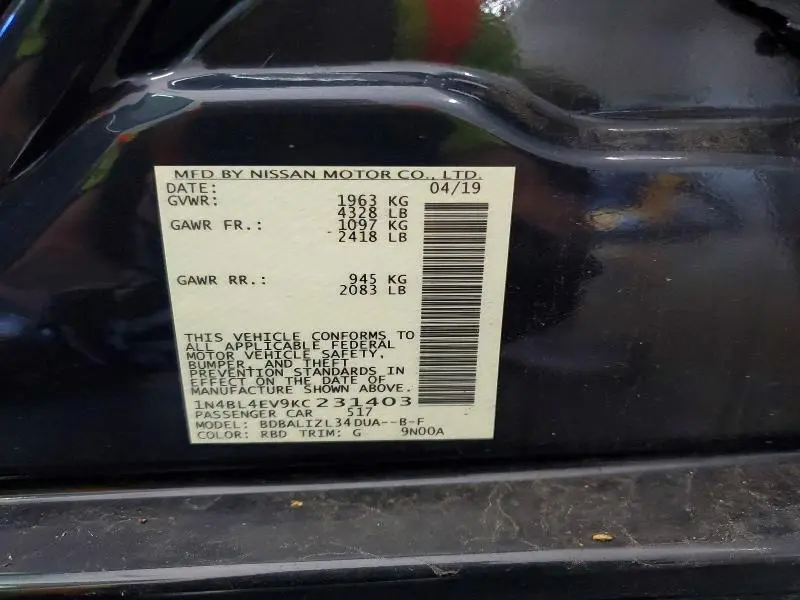 MFD BY NISSAN MOTOR CO., LTD.
DATE: 04/19
GVWR: 1963 KG
4328 LB
GAWR FR.: 1097 KG
2418 LB
GAWR RR.: 945 KG
2083 LB
THIS VEHICLE CONFORMS TO
ALL APPLICABLE FEDERAL
MOTOR VEHICLE SAFETY,
BUMPER, AND THEFT
PREVENTION STANDARDS IN
EFFECT ON THE DATE OF
MANUFACTURE SHOWN ABOVE.
1N4BL4EV9KC231403
PASSENGER CAR 517
MODEL: BDBALIZL34DUA--B-F
COLOR: RBD TRIM: G 9N00A